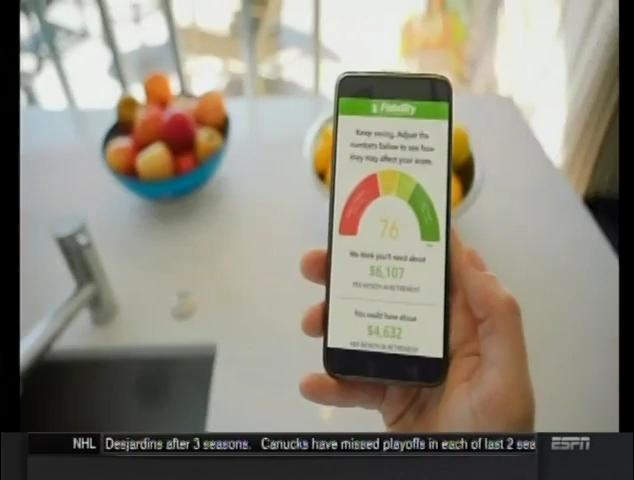 Fidelity
Keep saving. Adjust the
numbers below to see how
they may affect your score.
76
We think you'll need about
$6,107
PER MONTH IN RETIREMENT
You could have about
$4,632
PER MONTH IN RETIREMENT
NHL Desjardins after 3 seasons. Canucks have missed playoffs in each of last 2 sea ESPN